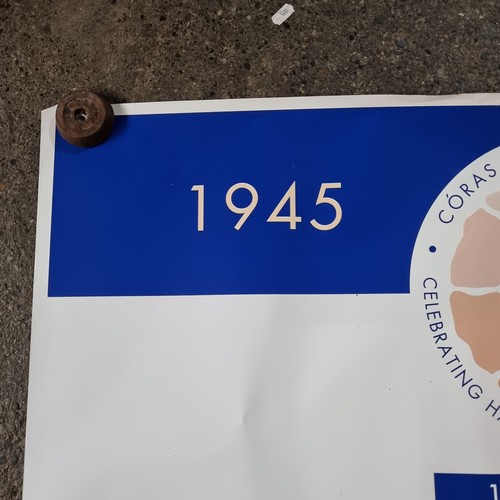 1945
• CÓRAS
CELEBRATING